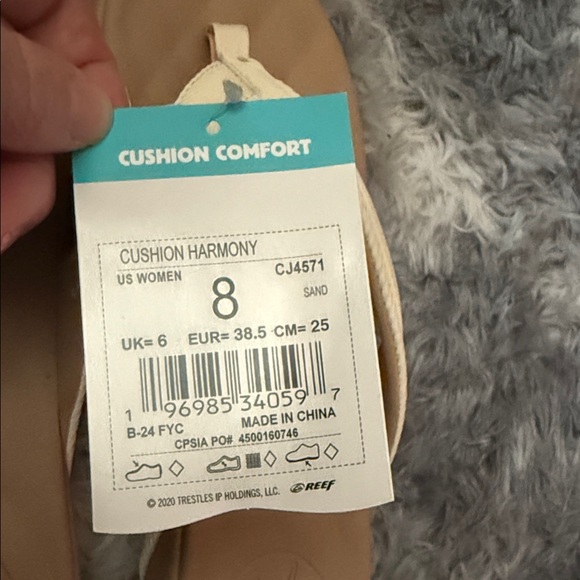 CUSHION COMFORT
CUSHION HARMONY
US WOMEN CJ4571
8 SAND
UK= 6 EUR= 38.5 CM= 25
1 96985 34059 7
B-24 FYC MADE IN CHINA
CPSIA PO# 4500160746
© 2020 TRESTLES IP HOLDINGS, LLC. REEF